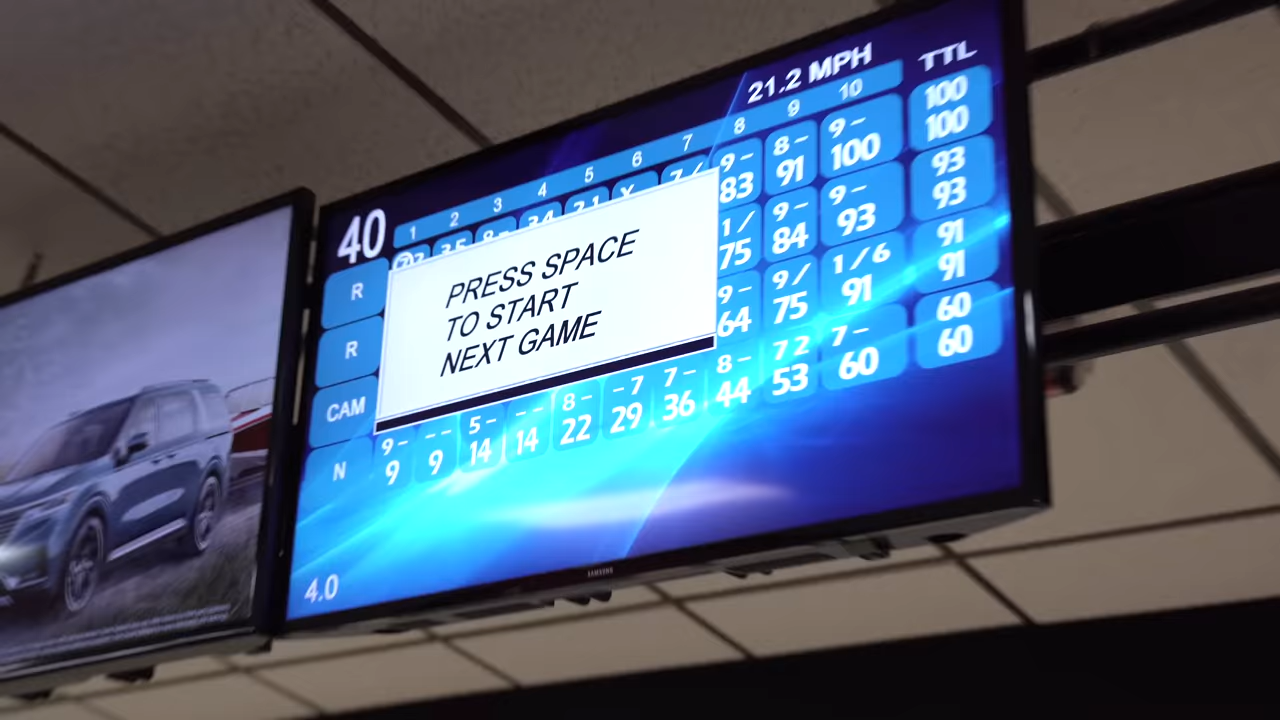 21.2 MPH TTL
40 1 2 3 4 5 6 7 8 9 10
R 9- 8- 9- 100
83 91 100 100
R 1/ 9- 9- 93
75 84 93 93
CAM 9- 9/ 1/6 91
64 75 91 91
N 9- -- 5- -- 8- -7 7- 8- 72 7- 60
9 9 14 14 22 29 36 44 53 60 60
PRESS SPACE
TO START
NEXT GAME
4.0
SAMSUNG